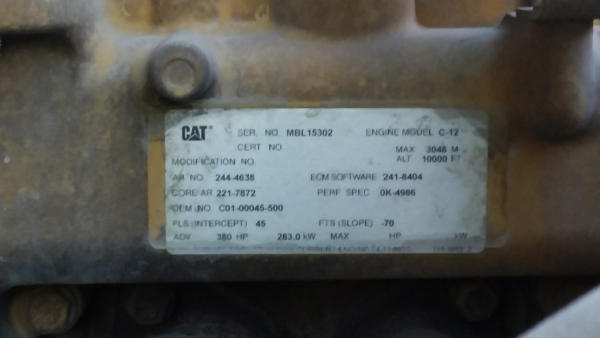 CAT SER. NO. MBL15302 ENGINE MODEL C-12
CERT NO. MAX 3048 M
MODIFICATION NO. ALT 10000 FT
AR. NO. 244-4638 ECM SOFTWARE 241-8404
CORE AR 221-7872 PERF SPEC 0K-4986
OEM NO. C01-00045-500
FLS (INTERCEPT) 45 FTS (SLOPE) -70
ADV 380 HP 283.0 kW MAX HP kW